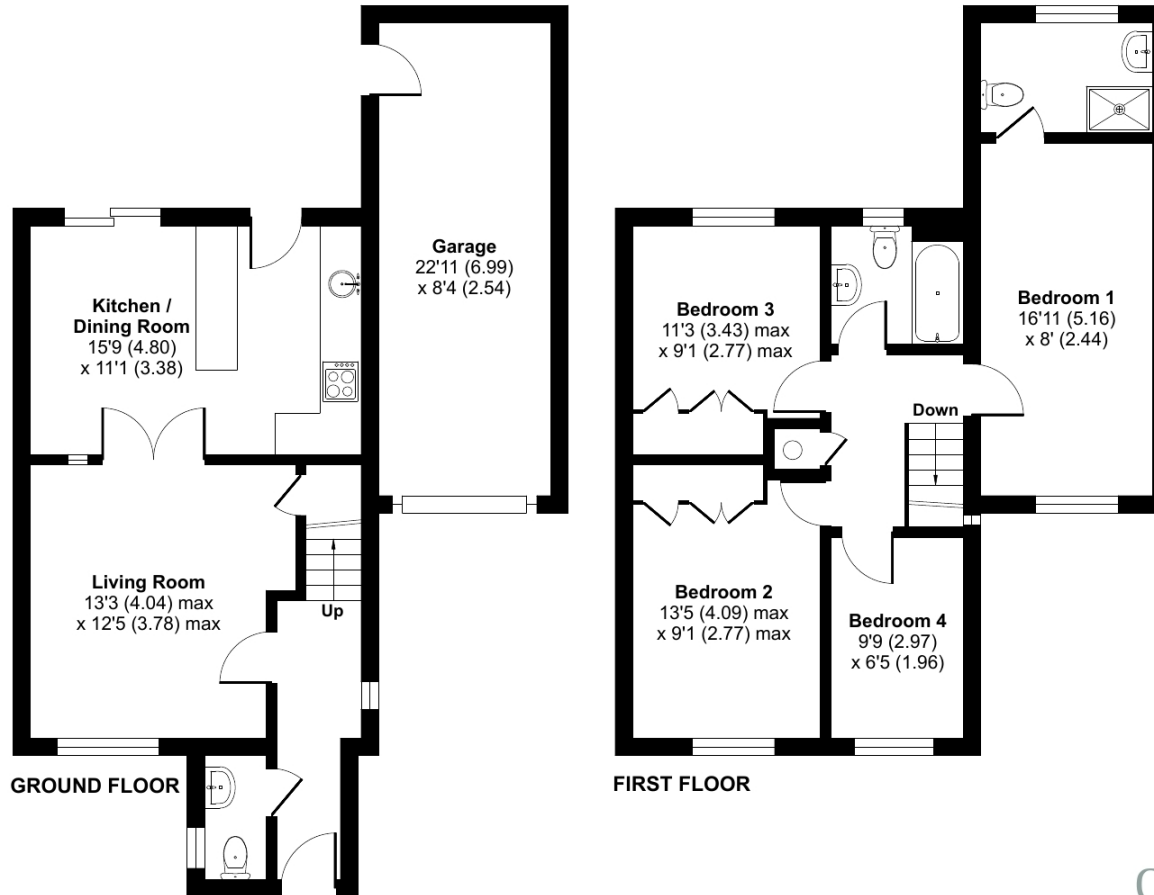 Garage
22'11 (6.99)
x 8'4 (2.54)
Kitchen /
Dining Room
15'9 (4.80)
x 11'1 (3.38)
Living Room
13'3 (4.04) max
x 12'5 (3.78) max
Up
GROUND FLOOR
Bedroom 3
11'3 (3.43) max
x 9'1 (2.77) max
Bedroom 1
16'11 (5.16)
x 8' (2.44)
Down
Bedroom 2
13'5 (4.09) max
x 9'1 (2.77) max
Bedroom 4
9'9 (2.97)
x 6'5 (1.96)
FIRST FLOOR